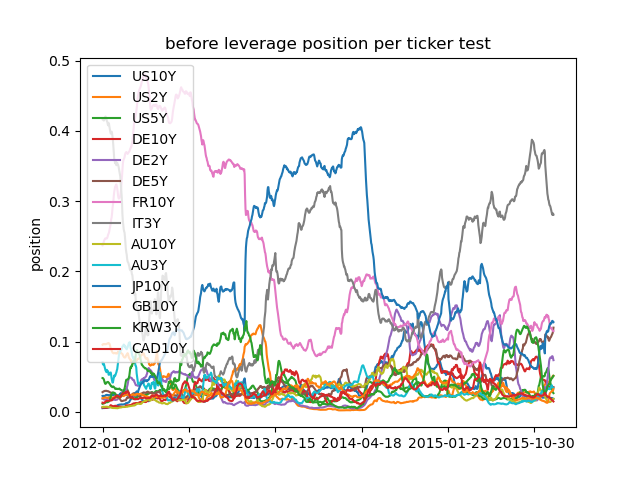 before leverage position per ticker test
0.5
0.4
0.3
0.2
0.1
0.0
position
US10Y
US2Y
US5Y
DE10Y
DE2Y
DE5Y
FR10Y
IT3Y
AU10Y
AU3Y
JP10Y
GB10Y
KRW3Y
CAD10Y
2012-01-02 2012-10-08 2013-07-15 2014-04-18 2015-01-23 2015-10-30